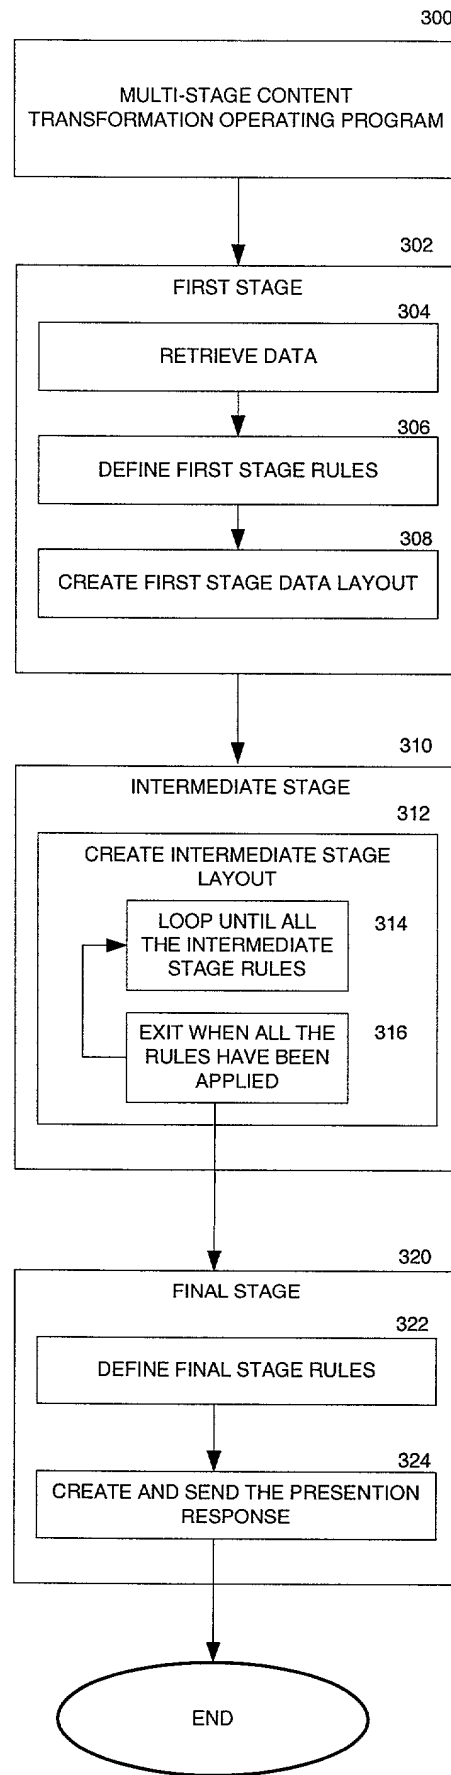 300
MULTI-STAGE CONTENT
TRANSFORMATION OPERATING PROGRAM
302
FIRST STAGE
304
RETRIEVE DATA
306
DEFINE FIRST STAGE RULES
308
CREATE FIRST STAGE DATA LAYOUT
310
INTERMEDIATE STAGE
312
CREATE INTERMEDIATE STAGE
LAYOUT
LOOP UNTIL ALL
THE INTERMEDIATE
STAGE RULES
314
EXIT WHEN ALL THE
RULES HAVE BEEN
APPLIED
316
320
FINAL STAGE
322
DEFINE FINAL STAGE RULES
324
CREATE AND SEND THE PRESENTION
RESPONSE
END